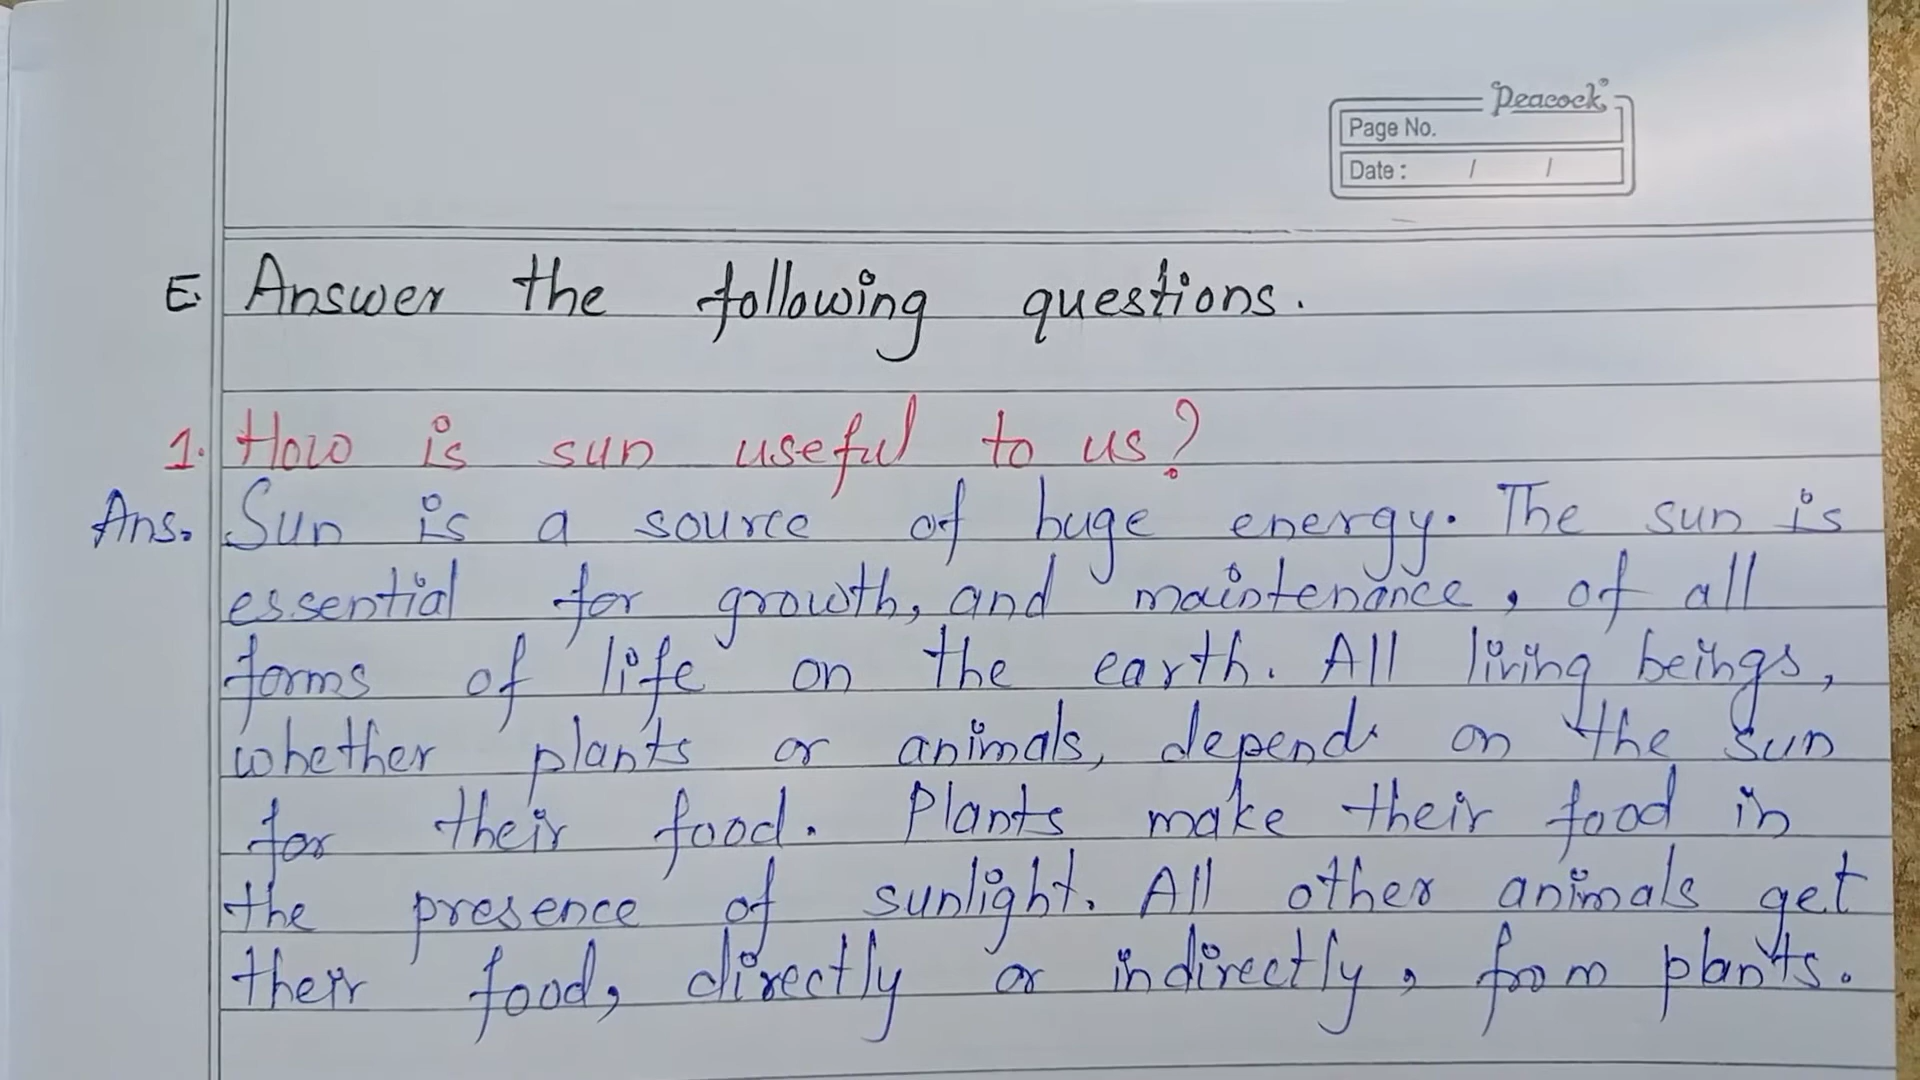 Peacock
Page No.
Date : / /
E. Answer the following questions.
1. How is sun useful to us?
Ans. Sun is a source of huge energy. The sun is
essential for growth, and maintenance, of all
forms of life on the earth. All living beings,
whether plants or animals, depend on the sun
for their food. Plants make their food in
the presence of sunlight. All other animals get
their food, directly or indirectly, from plants.